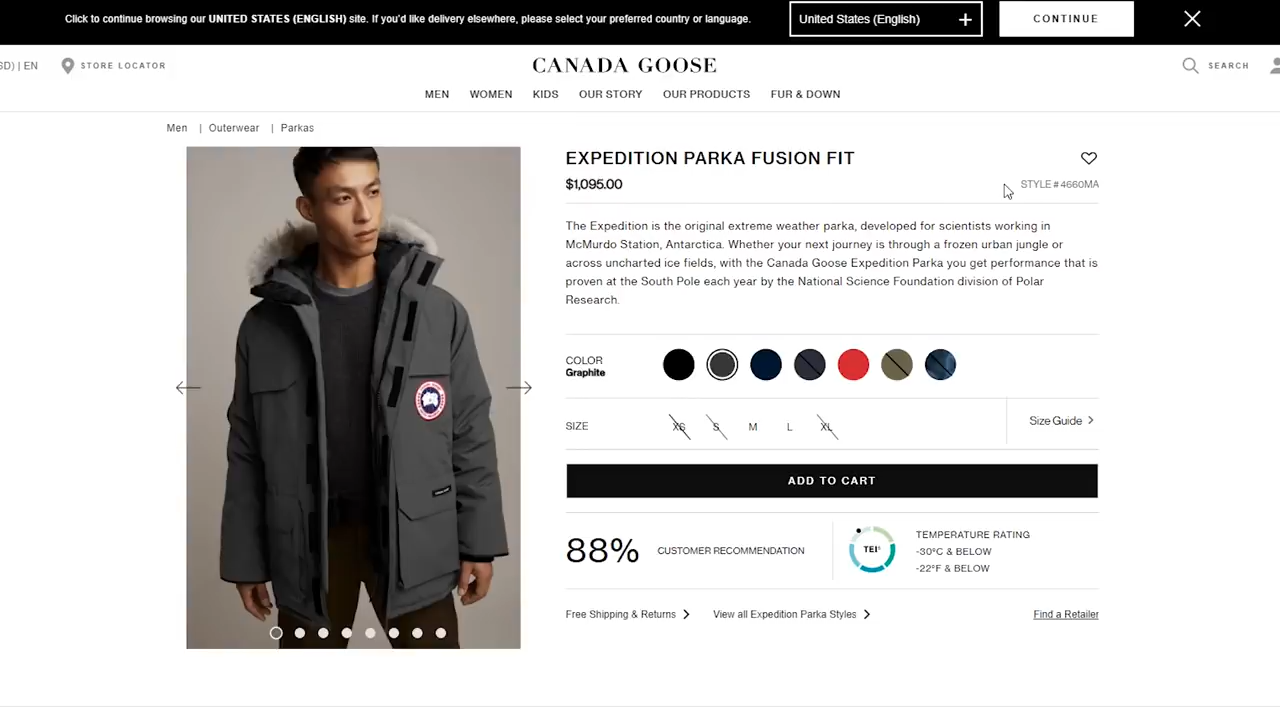 Click to continue browsing our UNITED STATES (ENGLISH) site. If you'd like delivery elsewhere, please select your preferred country or language.
United States (English) +
CONTINUE
SD) | EN
STORE LOCATOR
CANADA GOOSE
SEARCH
MEN WOMEN KIDS OUR STORY OUR PRODUCTS FUR & DOWN
Men | Outerwear | Parkas
EXPEDITION PARKA FUSION FIT
$1,095.00
STYLE # 4660MA
The Expedition is the original extreme weather parka, developed for scientists working in
McMurdo Station, Antarctica. Whether your next journey is through a frozen urban jungle or
across uncharted ice fields, with the Canada Goose Expedition Parka you get performance that is
proven at the South Pole each year by the National Science Foundation division of Polar
Research.
COLOR
Graphite
SIZE XS S M L XL
Size Guide
ADD TO CART
88% CUSTOMER RECOMMENDATION
TEI
TEMPERATURE RATING
-30°C & BELOW
-22°F & BELOW
Free Shipping & Returns
View all Expedition Parka Styles
Find a Retailer